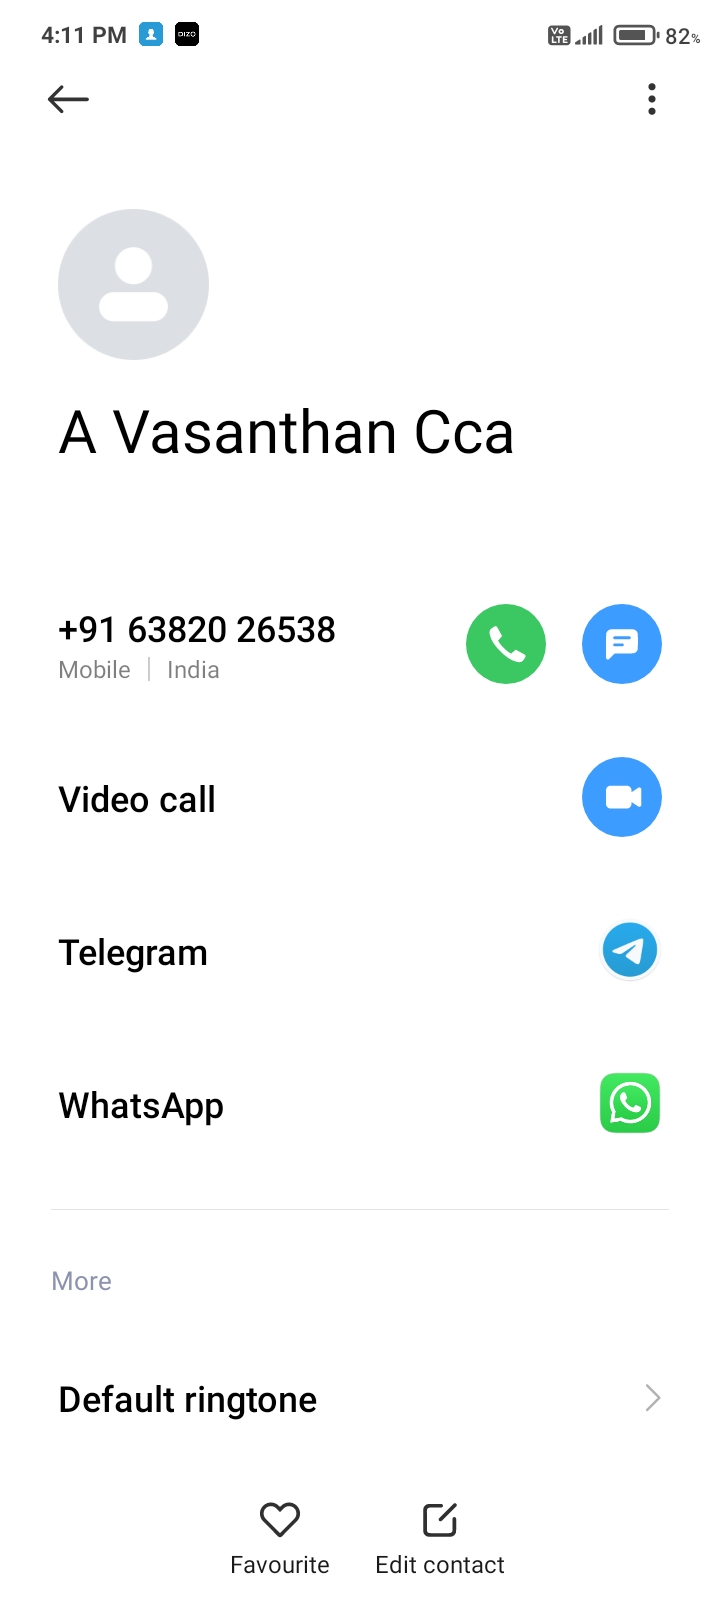 4:11 PM DIZO Vo LTE 82%
A Vasanthan Cca
+91 63820 26538
Mobile India
Video call
Telegram
WhatsApp
More
Default ringtone
Favourite Edit contact